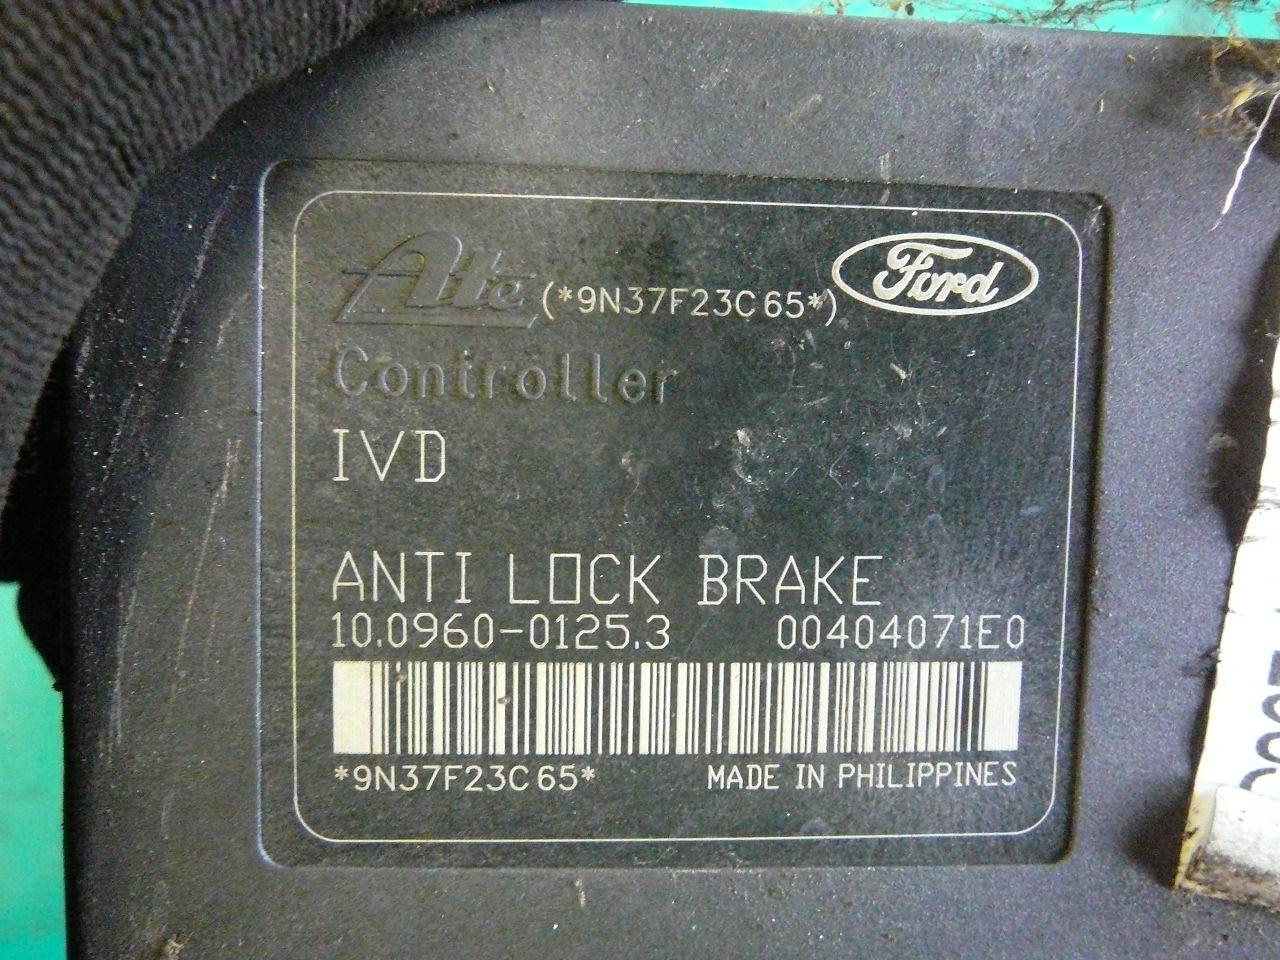 Ate (*9N37F23C65*) Ford
Controller
IVD
ANTI LOCK BRAKE
10.0960-0125.3 00404071E0
*9N37F23C65* MADE IN PHILIPPINES